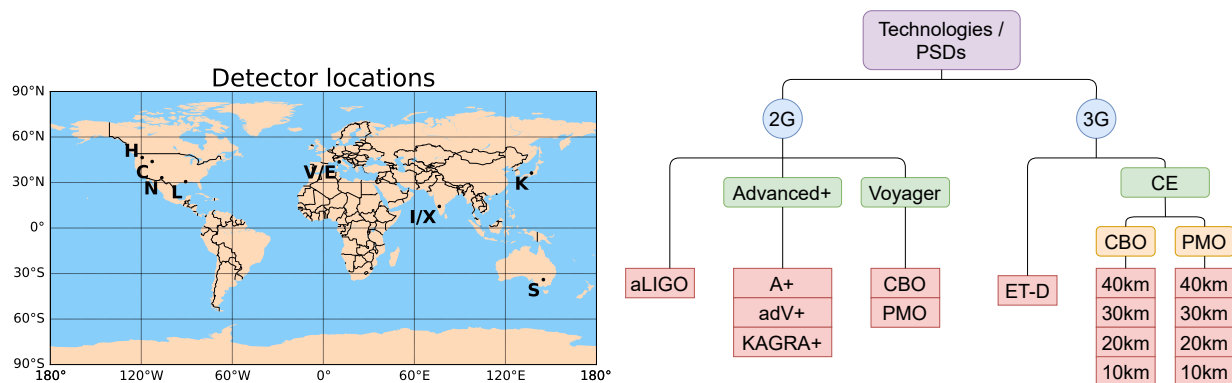 Detector locations
90°N
60°N
30°N
0°
30°S
60°S
90°S
180°
120°W
60°W
0°
60°E
120°E
180°
H
C
N
L
V/E
I/X
K
S
Technologies /
PSDs
2G
3G
Advanced+
Voyager
CE
CBO
PMO
aLIGO
A+
adV+
KAGRA+
CBO
PMO
ET-D
40km
30km
20km
10km
40km
30km
20km
10km